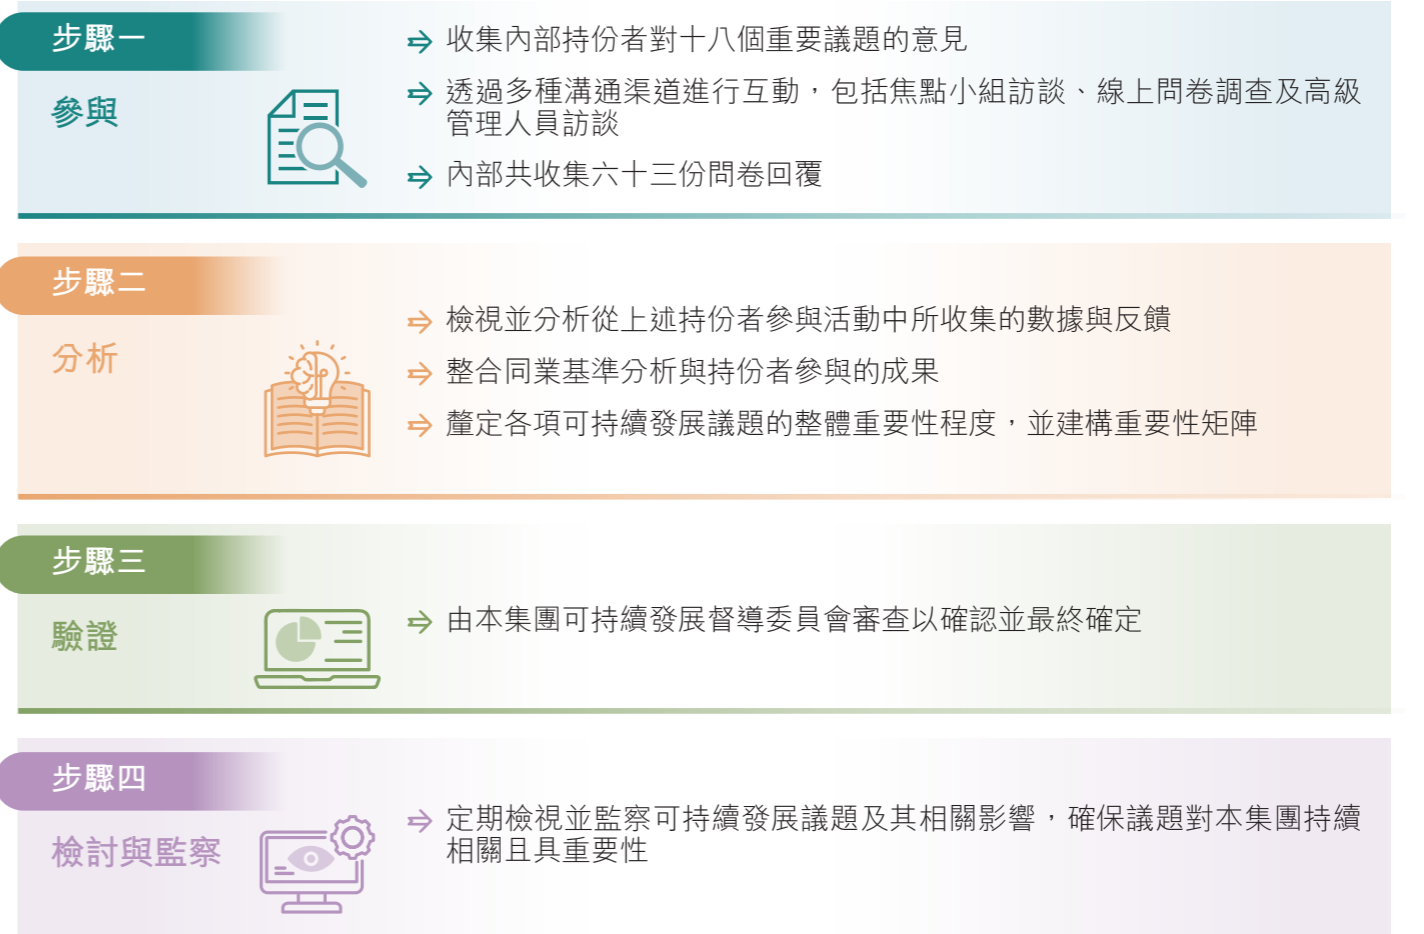 步驟一
參與
收集內部持份者對十八個重要議題的意見
透過多種溝通渠道進行互動，包括焦點小組訪談、線上問卷調查及高級
管理人員訪談
內部共收集六十三份問卷回覆
步驟二
分析
檢視並分析從上述持份者參與活動中所收集的數據與反饋
整合同業基準分析與持份者參與的成果
釐定各項可持續發展議題的整體重要性程度，並建構重要性矩陣
步驟三
驗證
由本集團可持續發展督導委員會審查以確認並最終確定
步驟四
檢討與監察
定期檢視並監察可持續發展議題及其相關影響，確保議題對本集團持續
相關且具重要性